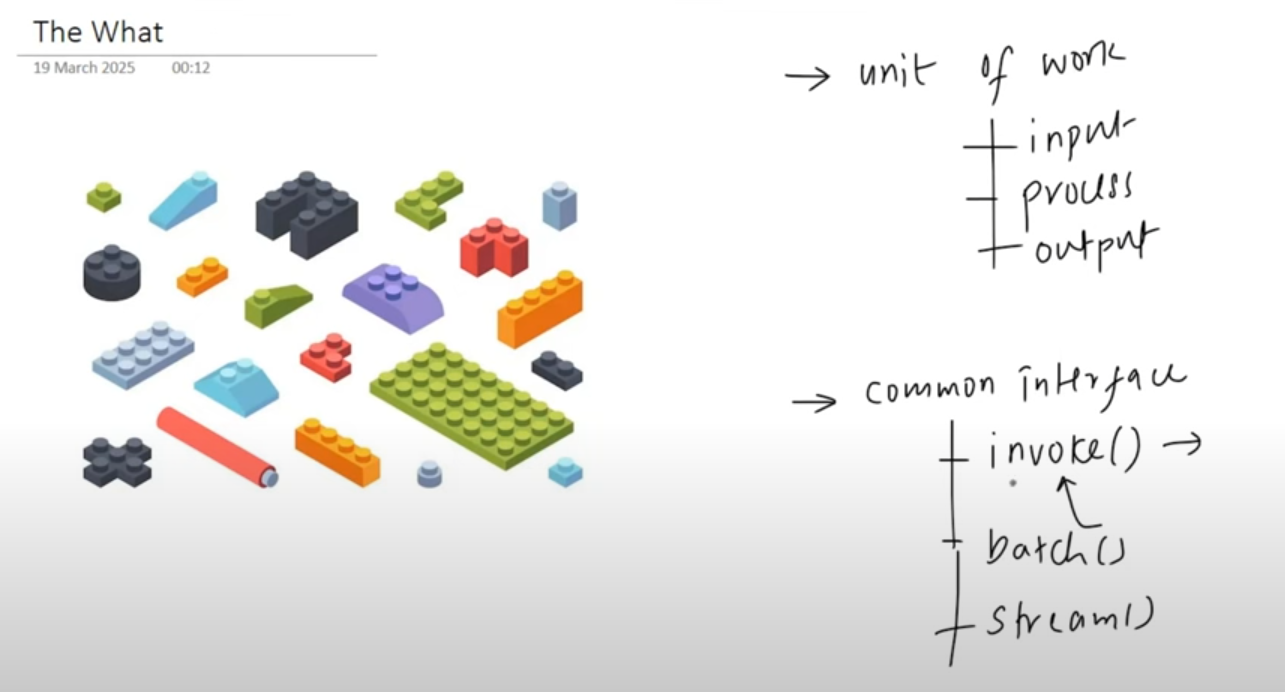 The What
19 March 2025 00:12
→ unit of work
input
process
output
→ common interface
invoke() →
batch()
stream()